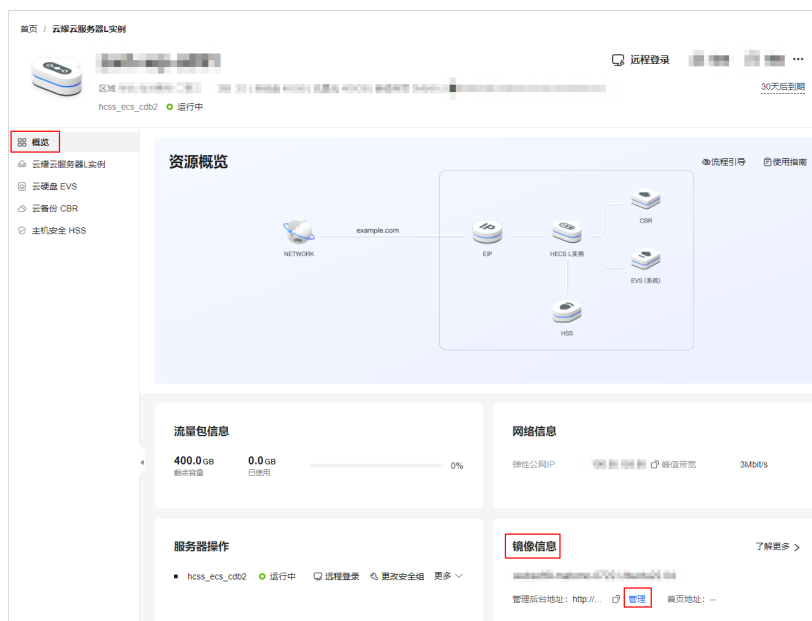 首页 / 云耀云服务器L实例
远程登录
区域
30天后到期
hcss_ecs_cdb2 运行中
概览
云耀云服务器L实例
云硬盘 EVS
云备份 CBR
主机安全 HSS
资源概览
流程引导 使用指南
CBR
example.com
NETWORK EIP HECS L实例
EVS (系统)
HSS
流量包信息
400.0 GB 0.0 GB 0%
剩余容量 已使用
网络信息
弹性公网IP 峰值带宽 3Mbit/s
服务器操作
hcss_ecs_cdb2 运行中 远程登录 更改安全组 更多
镜像信息 了解更多
管理后台地址: http://... 管理 首页地址: --